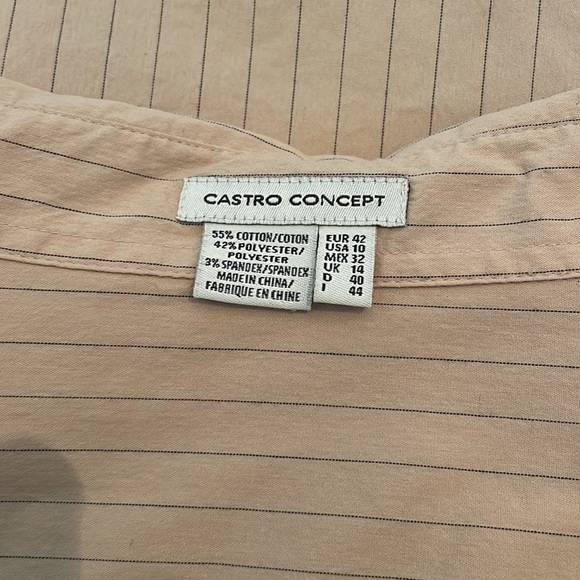 CASTRO CONCEPT
55% COTTON/COTON
42% POLYESTER/
POLYESTER
3% SPANDEX/SPANDEX
MADE IN CHINA/
FABRIQUE EN CHINE
EUR 42
USA 10
MEX 32
UK 14
D 40
I 44